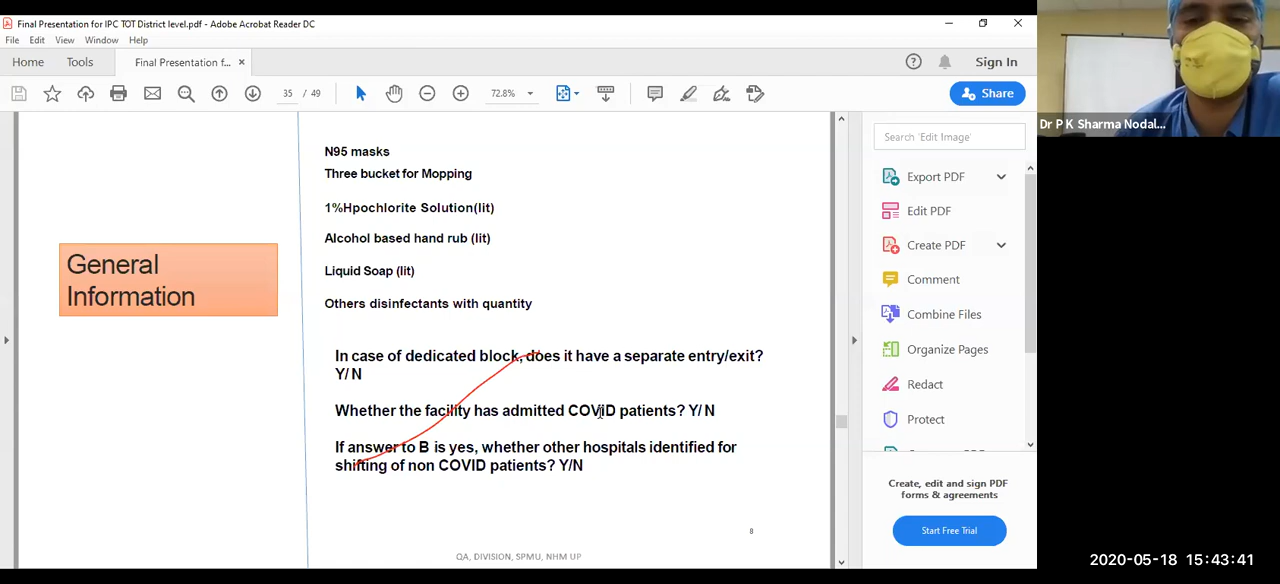 Final Presentation for IPC TOT District level.pdf - Adobe Acrobat Reader DC
File Edit View Window Help
Home Tools Final Presentation f... × Sign In
35 / 49 72.8% Share
Dr P K Sharma Nodal...
N95 masks
Three bucket for Mopping
1%Hpochlorite Solution(lit)
Alcohol based hand rub (lit)
Liquid Soap (lit)
Others disinfectants with quantity
General
Information
In case of dedicated block, does it have a separate entry/exit?
Y/ N
Whether the facility has admitted COVID patients? Y/ N
If answer to B is yes, whether other hospitals identified for
shifting of non COVID patients? Y/N
8
QA, DIVISION, SPMU, NHM UP
Search 'Edit Image'
Export PDF
Edit PDF
Create PDF
Comment
Combine Files
Organize Pages
Redact
Protect
Create, edit and sign PDF
forms & agreements
Start Free Trial
2020-05-18 15:43:41